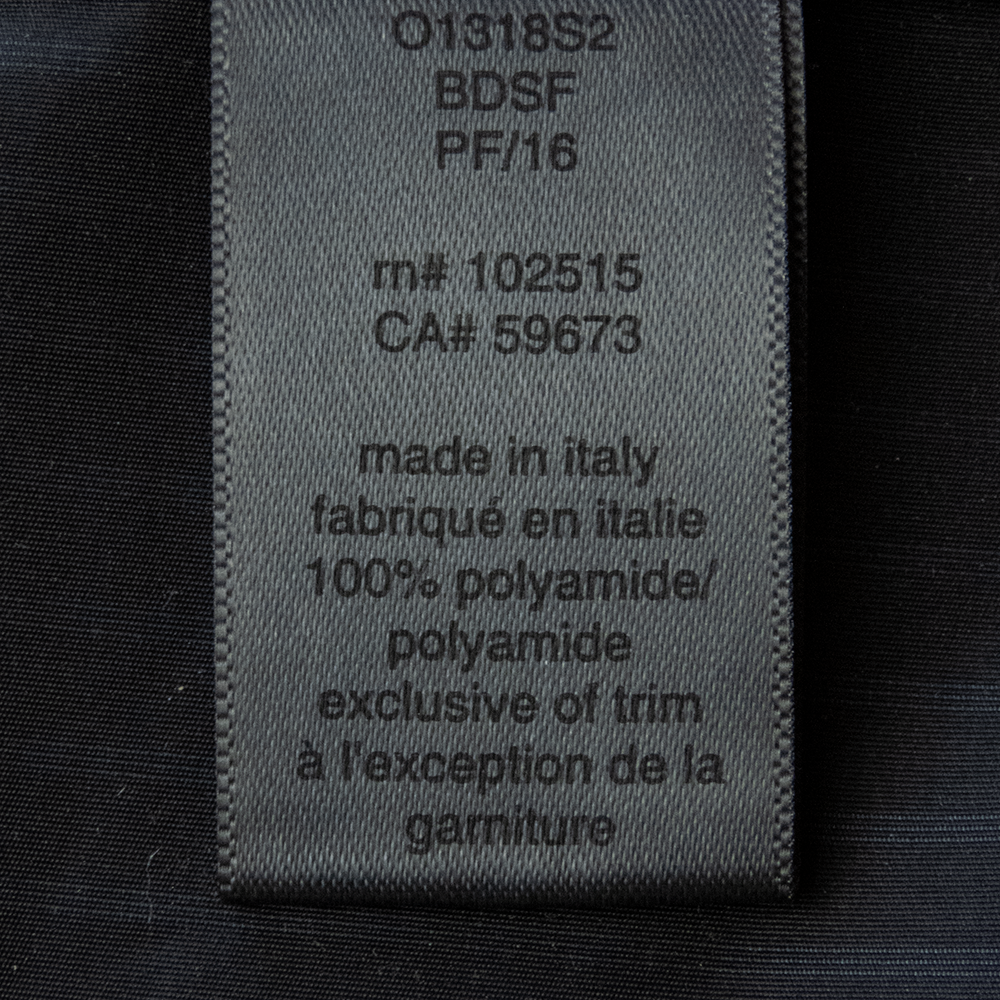 O1318S2
BDSF
PF/16
rn# 102515
CA# 59673
made in italy
fabriqué en italie
100% polyamide/
polyamide
exclusive of trim
à l'exception de la
garniture